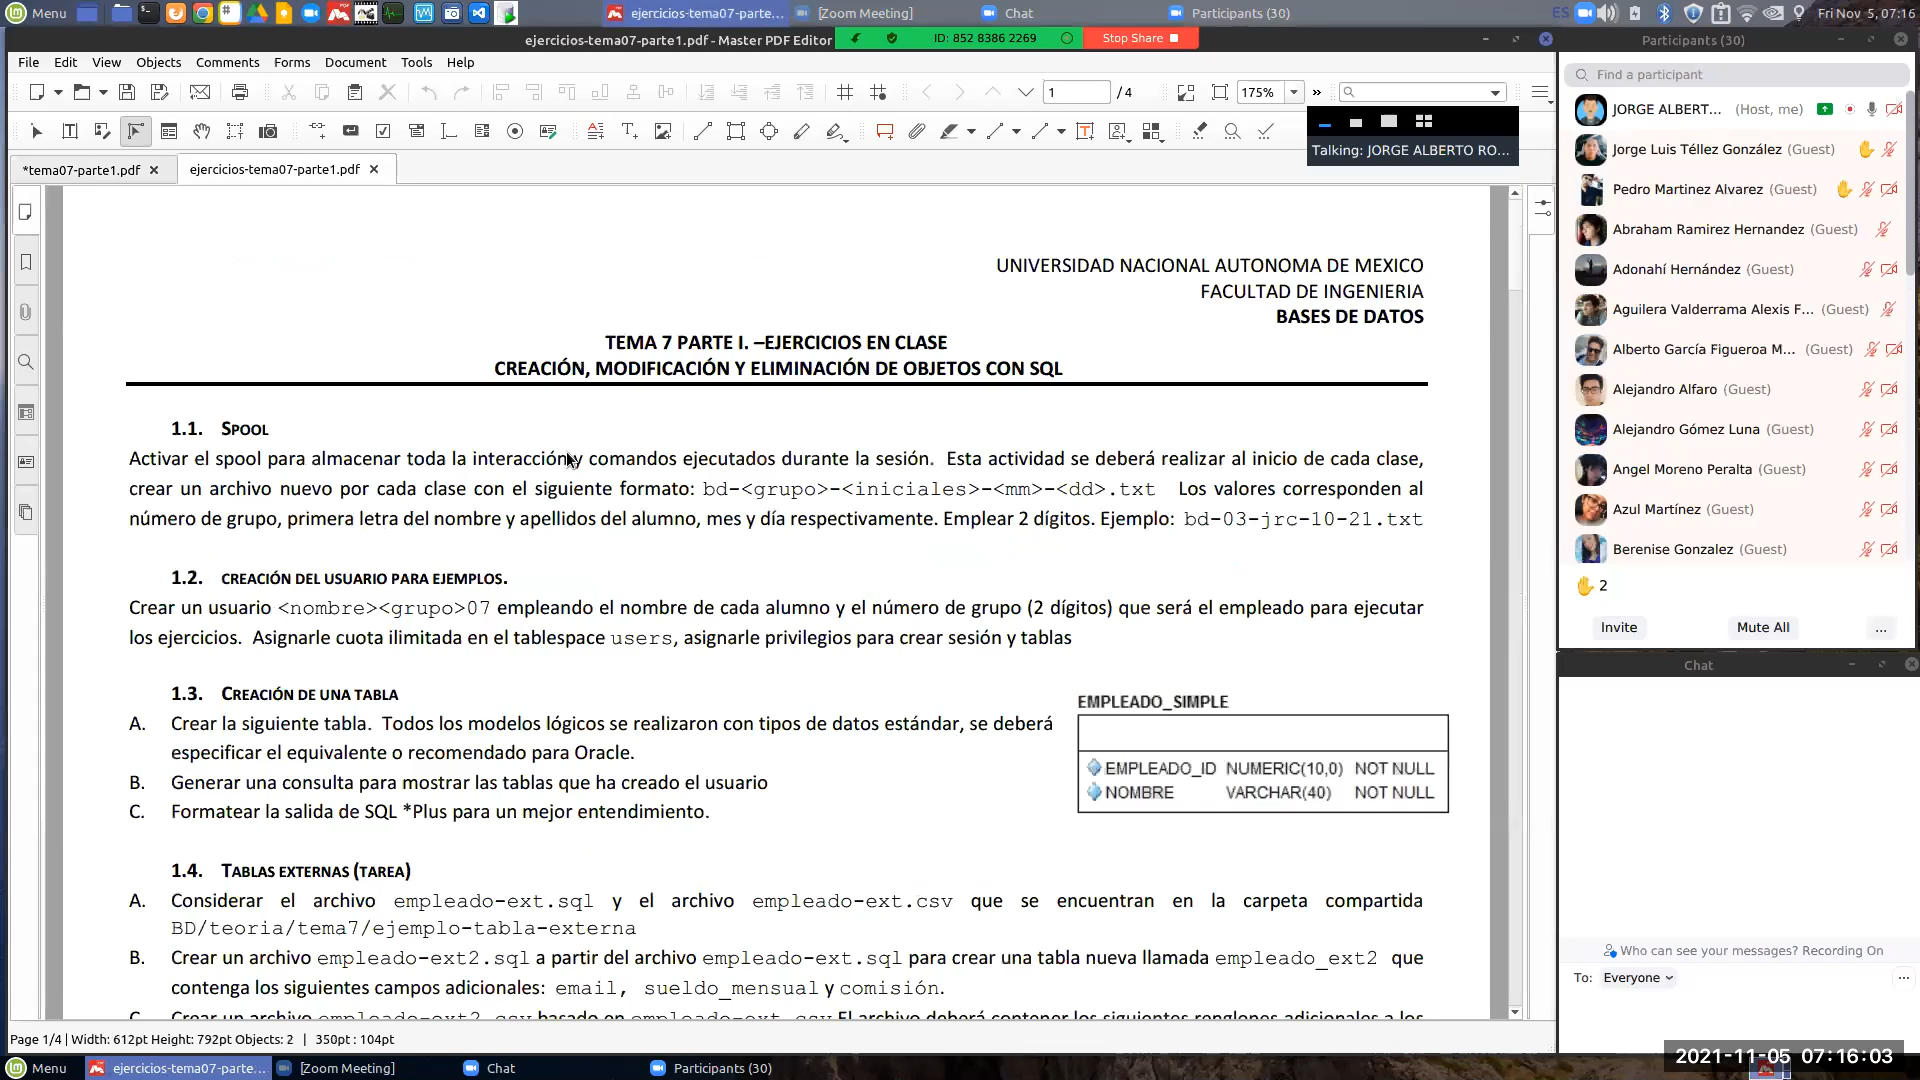 Menu
ejercicios-tema07-parte...
[Zoom Meeting]
Chat
Participants (30)
ES
Fri Nov 5, 07:16
ejercicios-tema07-parte1.pdf - Master PDF Editor
ID: 852 8386 2269
Stop Share
Participants (30)
File Edit View Objects Comments Forms Document Tools Help
Find a participant
1 / 4
175%
»
Talking: JORGE ALBERTO RO...
*tema07-parte1.pdf
ejercicios-tema07-parte1.pdf
JORGE ALBERT... (Host, me)
Jorge Luis Téllez González (Guest)
Pedro Martinez Alvarez (Guest)
Abraham Ramirez Hernandez (Guest)
Adonahí Hernández (Guest)
Aguilera Valderrama Alexis F... (Guest)
Alberto García Figueroa M... (Guest)
Alejandro Alfaro (Guest)
Alejandro Gómez Luna (Guest)
Angel Moreno Peralta (Guest)
Azul Martínez (Guest)
Berenise Gonzalez (Guest)
2
Invite
Mute All
...
UNIVERSIDAD NACIONAL AUTONOMA DE MEXICO
FACULTAD DE INGENIERIA
BASES DE DATOS
TEMA 7 PARTE I. –EJERCICIOS EN CLASE
CREACIÓN, MODIFICACIÓN Y ELIMINACIÓN DE OBJETOS CON SQL
1.1. SPOOL
Activar el spool para almacenar toda la interacción y comandos ejecutados durante la sesión. Esta actividad se deberá realizar al inicio de cada clase,
crear un archivo nuevo por cada clase con el siguiente formato: bd-<grupo>-<iniciales>-<mm>-<dd>.txt Los valores corresponden al
número de grupo, primera letra del nombre y apellidos del alumno, mes y día respectivamente. Emplear 2 dígitos. Ejemplo: bd-03-jrc-10-21.txt
1.2. CREACIÓN DEL USUARIO PARA EJEMPLOS.
Crear un usuario <nombre><grupo>07 empleando el nombre de cada alumno y el número de grupo (2 dígitos) que será el empleado para ejecutar
los ejercicios. Asignarle cuota ilimitada en el tablespace users, asignarle privilegios para crear sesión y tablas
1.3. CREACIÓN DE UNA TABLA
A. Crear la siguiente tabla. Todos los modelos lógicos se realizaron con tipos de datos estándar, se deberá
especificar el equivalente o recomendado para Oracle.
B. Generar una consulta para mostrar las tablas que ha creado el usuario
C. Formatear la salida de SQL *Plus para un mejor entendimiento.
EMPLEADO_SIMPLE
EMPLEADO_ID NUMERIC(10,0) NOT NULL
NOMBRE VARCHAR(40) NOT NULL
1.4. TABLAS EXTERNAS (TAREA)
A. Considerar el archivo empleado-ext.sql y el archivo empleado-ext.csv que se encuentran en la carpeta compartida
BD/teoria/tema7/ejemplo-tabla-externa
B. Crear un archivo empleado-ext2.sql a partir del archivo empleado-ext.sql para crear una tabla nueva llamada empleado_ext2 que
contenga los siguientes campos adicionales: email, sueldo_mensual y comisión.
C. Crear un archivo empleado-ext2.csv basado en empleado-ext.csv El archivo deberá contener los siguientes renglones adicionales a los
Chat
Who can see your messages? Recording On
To: Everyone
...
Page 1/4 | Width: 612pt Height: 792pt Objects: 2 | 350pt : 104pt
2021-11-05 07:16:03
Menu
ejercicios-tema07-parte...
[Zoom Meeting]
Chat
Participants (30)